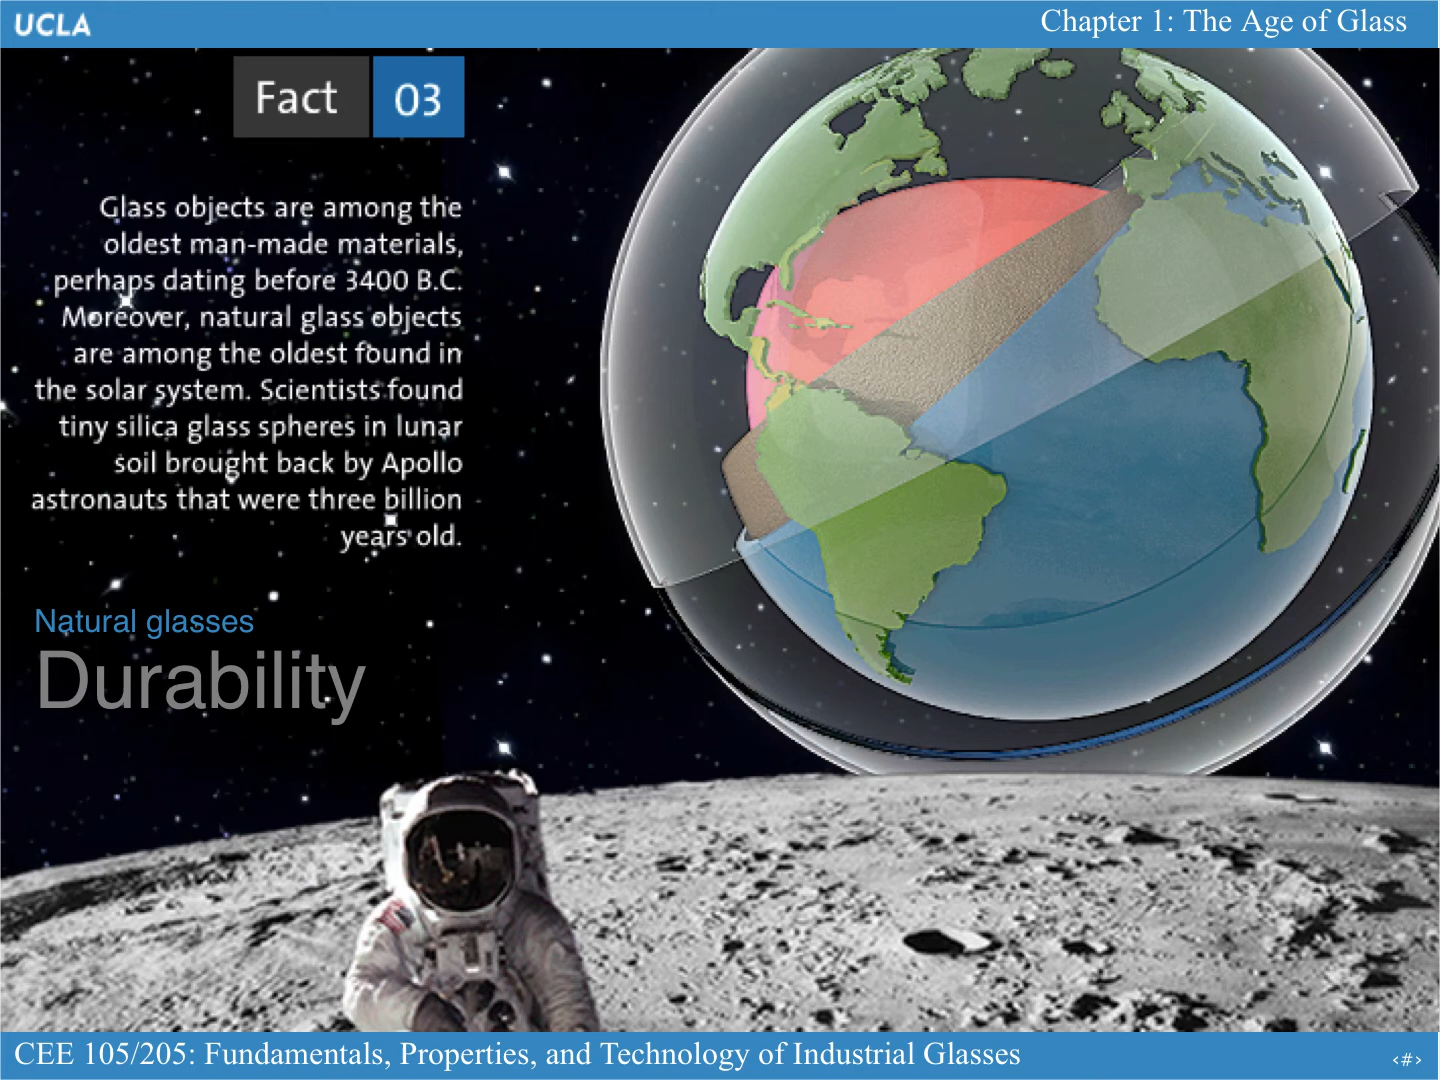 UCLA
Chapter 1: The Age of Glass
Fact 03
Glass objects are among the
oldest man-made materials,
perhaps dating before 3400 B.C.
Moreover, natural glass objects
are among the oldest found in
the solar system. Scientists found
tiny silica glass spheres in lunar
soil brought back by Apollo
astronauts that were three billion
years old.
Natural glasses
Durability
CEE 105/205: Fundamentals, Properties, and Technology of Industrial Glasses
‹#›